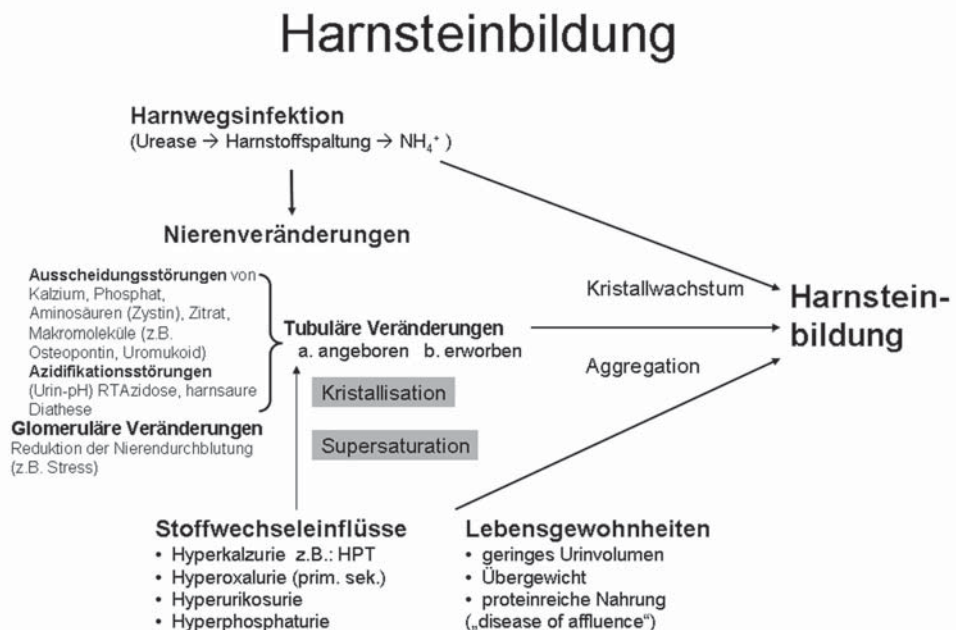 Harnsteinbildung
Harnwegsinfektion
(Urease → Harnstoffspaltung → NH₄⁺ )
Nierenveränderungen
Ausscheidungsstörungen von
Kalzium, Phosphat,
Aminosäuren (Zystin), Zitrat,
Makromoleküle (z.B.
Osteopontin, Uromukoid)
Azidifikationsstörungen
(Urin-pH) RTAzidose, harnsaure
Diathese
Glomeruläre Veränderungen
Reduktion der Nierendurchblutung
(z.B. Stress)
Tubuläre Veränderungen
a. angeboren b. erworben
Kristallisation
Supersaturation
Kristallwachstum
Aggregation
Harnstein-
bildung
Stoffwechseleinflüsse
• Hyperkalzurie z.B.: HPT
• Hyperoxalurie (prim. sek.)
• Hyperurikosurie
• Hyperphosphaturie
Lebensgewohnheiten
• geringes Urinvolumen
• Übergewicht
• proteinreiche Nahrung
(„disease of affluence“)